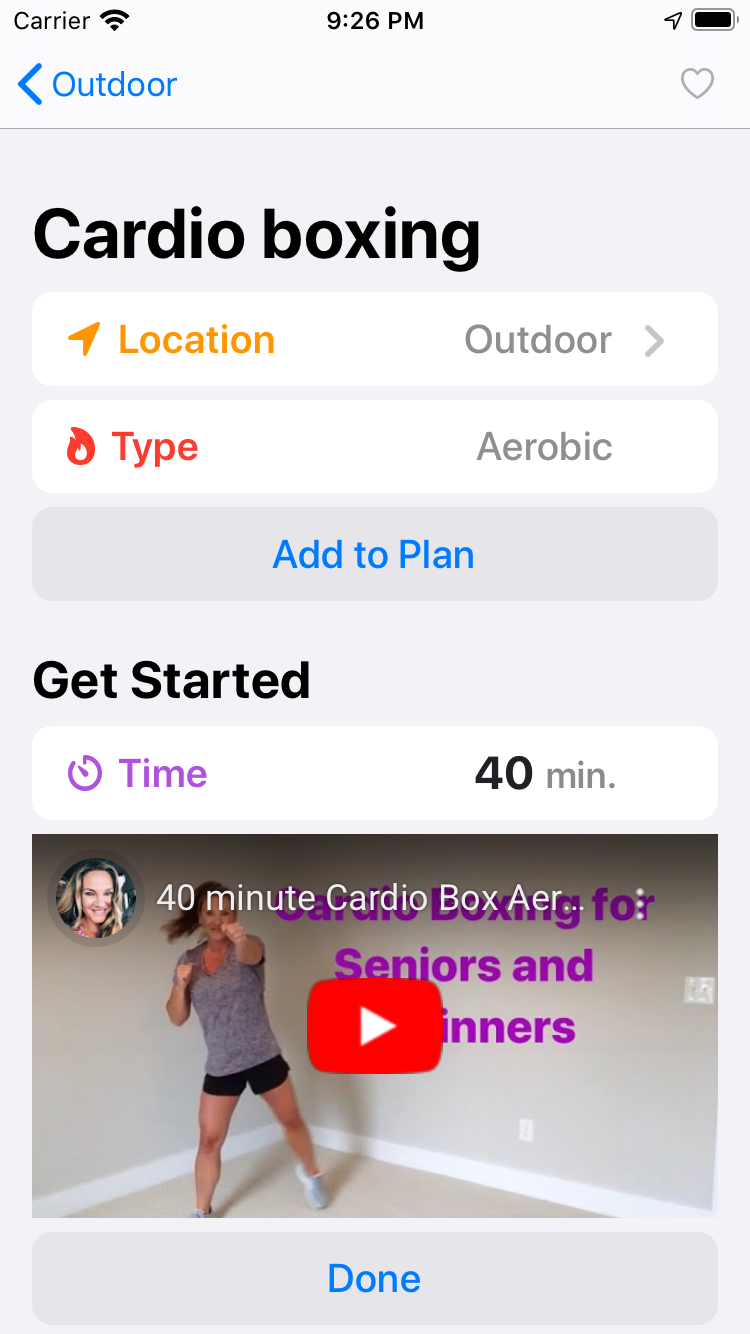 Carrier 9:26 PM
Outdoor
Cardio boxing
Location Outdoor
Type Aerobic
Add to Plan
Get Started
Time 40 min.
40 minute Cardio Box Aer...
Cardio Boxing for
Seniors and
inners
Done